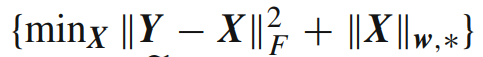 {min_X ‖Y − X‖_F^2 + ‖X‖_{w,∗}}